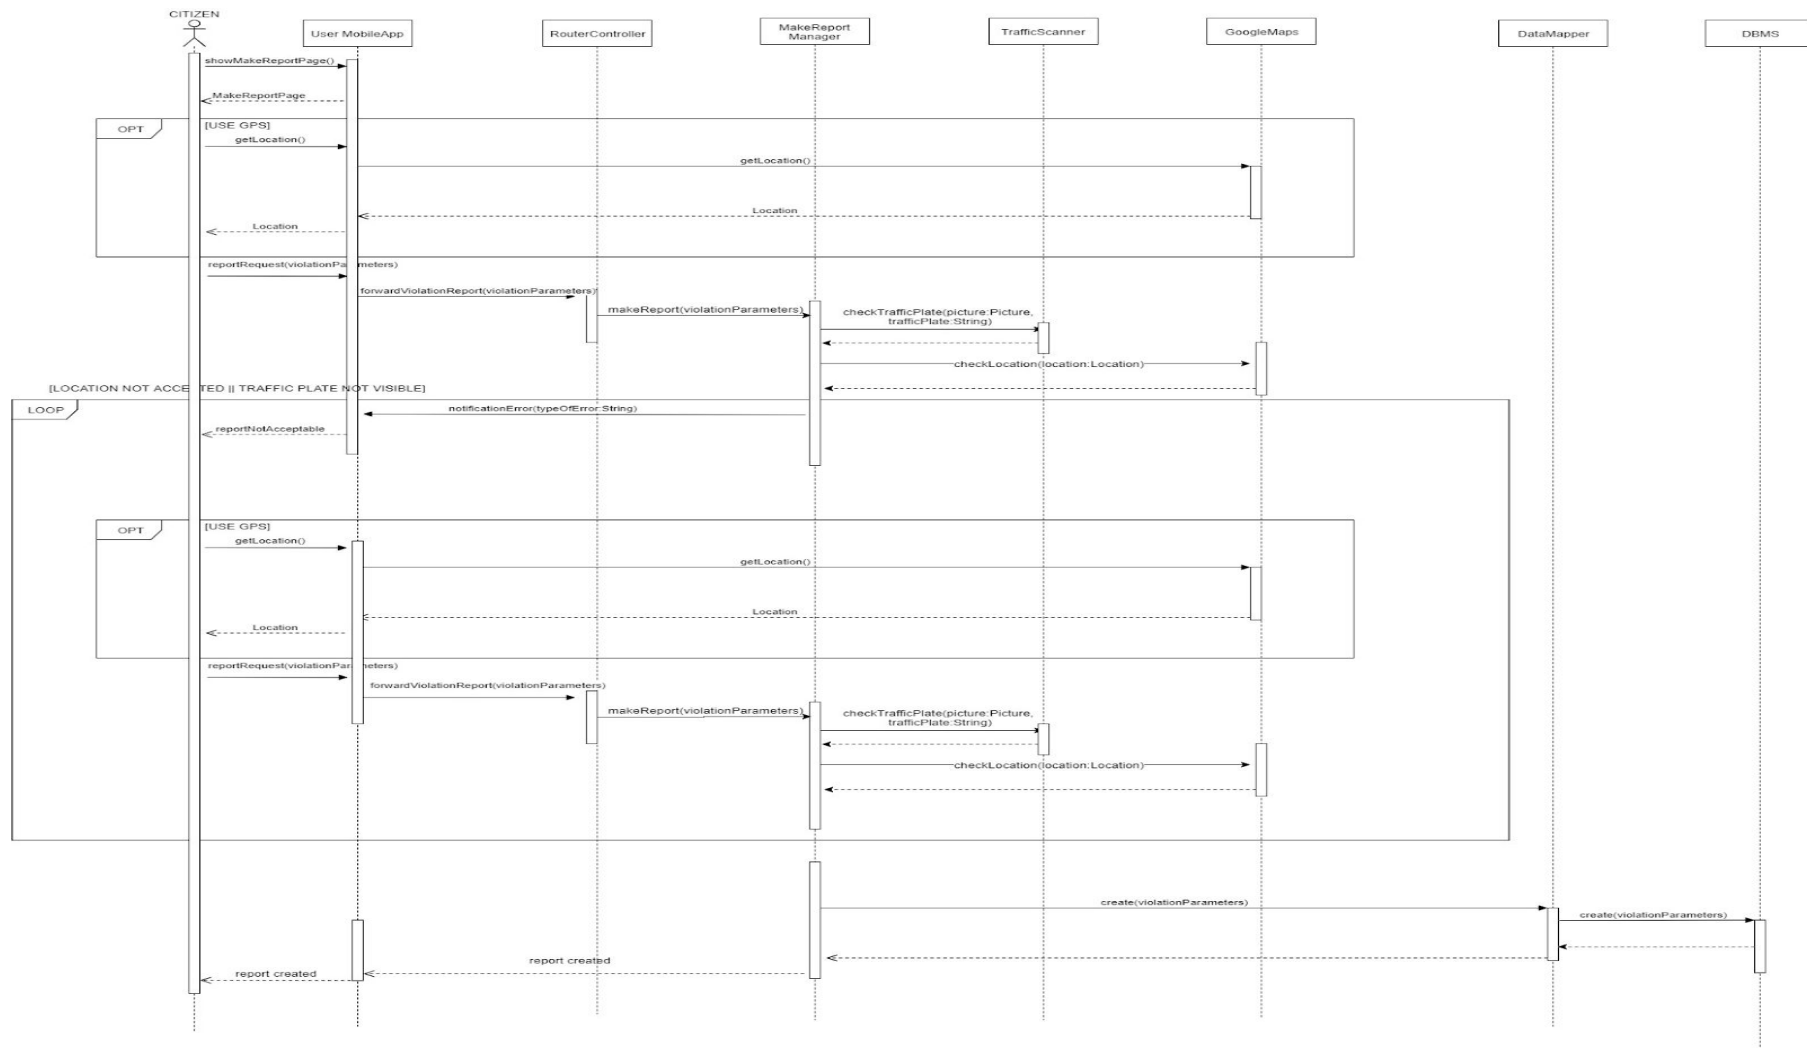 CITIZEN
User MobileApp
RouterController
MakeReport
Manager
TrafficScanner
GoogleMaps
DataMapper
DBMS
showMakeReportPage()
MakeReportPage
OPT
[USE GPS]
getLocation()
getLocation()
Location
Location
reportRequest(violationParameters)
forwardViolationReport(violationParameters)
makeReport(violationParameters)
checkTrafficPlate(picture:Picture,
trafficPlate:String)
checkLocation(location:Location)
[LOCATION NOT ACCEPTED || TRAFFIC PLATE NOT VISIBLE]
LOOP
notificationError(typeOfError:String)
reportNotAcceptable
OPT
[USE GPS]
getLocation()
getLocation()
Location
Location
reportRequest(violationParameters)
forwardViolationReport(violationParameters)
makeReport(violationParameters)
checkTrafficPlate(picture:Picture,
trafficPlate:String)
checkLocation(location:Location)
create(violationParameters)
create(violationParameters)
report created
report created